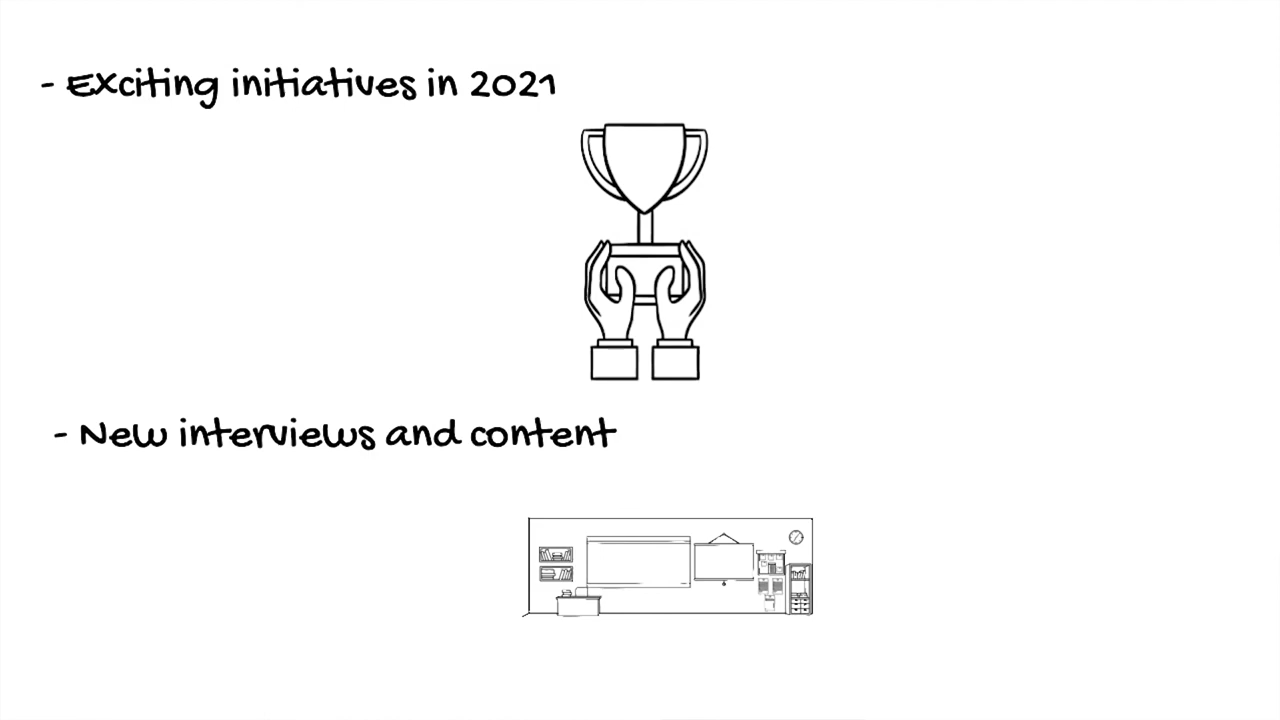 - Exciting initiatives in 2021
- New interviews and content